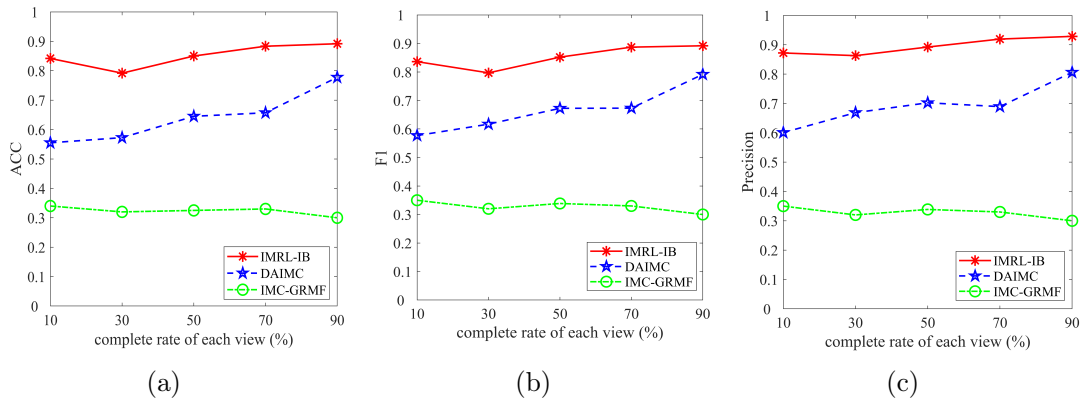 1
0.9
0.8
0.7
0.6
0.5
0.4
0.3
0.2
0.1
0
ACC
IMRL-IB
DAIMC
IMC-GRMF
10 30 50 70 90
complete rate of each view (%)
(a)
1
0.9
0.8
0.7
0.6
0.5
0.4
0.3
0.2
0.1
0
F1
IMRL-IB
DAIMC
IMC-GRMF
10 30 50 70 90
complete rate of each view (%)
(b)
1
0.9
0.8
0.7
0.6
0.5
0.4
0.3
0.2
0.1
0
Precision
IMRL-IB
DAIMC
IMC-GRMF
10 30 50 70 90
complete rate of each view (%)
(c)